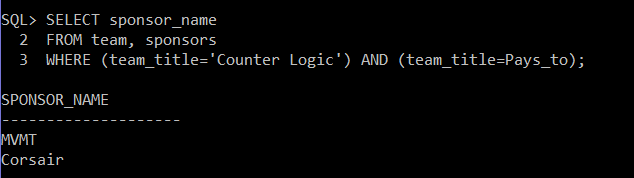 SQL> SELECT sponsor_name
2 FROM team, sponsors
3 WHERE (team_title='Counter Logic') AND (team_title=Pays_to);
SPONSOR_NAME
--------------------
MVMT
Corsair